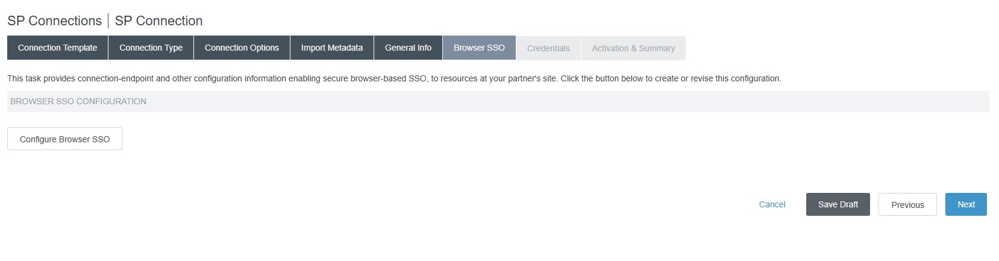 SP Connections | SP Connection
Connection Template Connection Type Connection Options Import Metadata General Info Browser SSO Credentials Activation & Summary
This task provides connection-endpoint and other configuration information enabling secure browser-based SSO, to resources at your partner's site. Click the button below to create or revise this configuration.
BROWSER SSO CONFIGURATION
Configure Browser SSO
Cancel Save Draft Previous Next